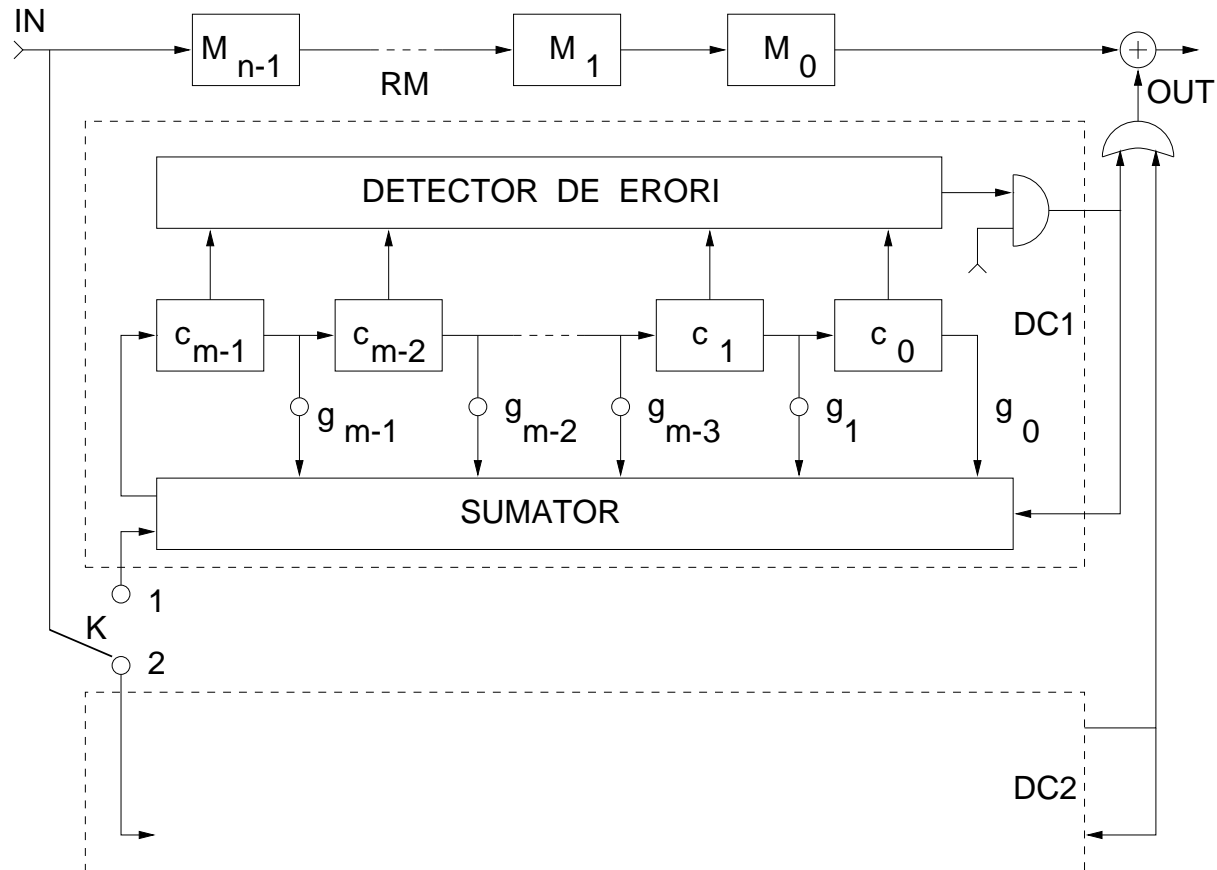 IN
M n-1
M 1
M 0
RM
OUT
DETECTOR DE ERORI
c m-1
c m-2
c 1
c 0
DC1
g m-1
g m-2
g m-3
g 1
g 0
SUMATOR
1
K
2
DC2